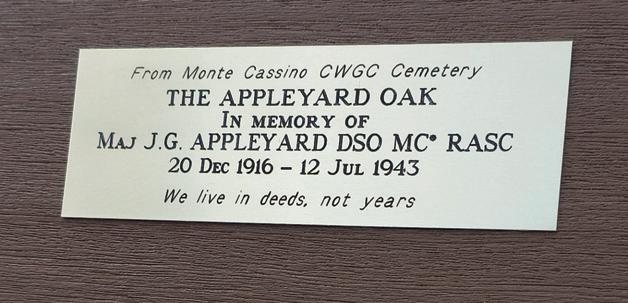 From Monte Cassino CWGC Cemetery
THE APPLEYARD OAK
IN MEMORY OF
MAJ J.G. APPLEYARD DSO MC* RASC
20 DEC 1916 – 12 JUL 1943
We live in deeds, not years